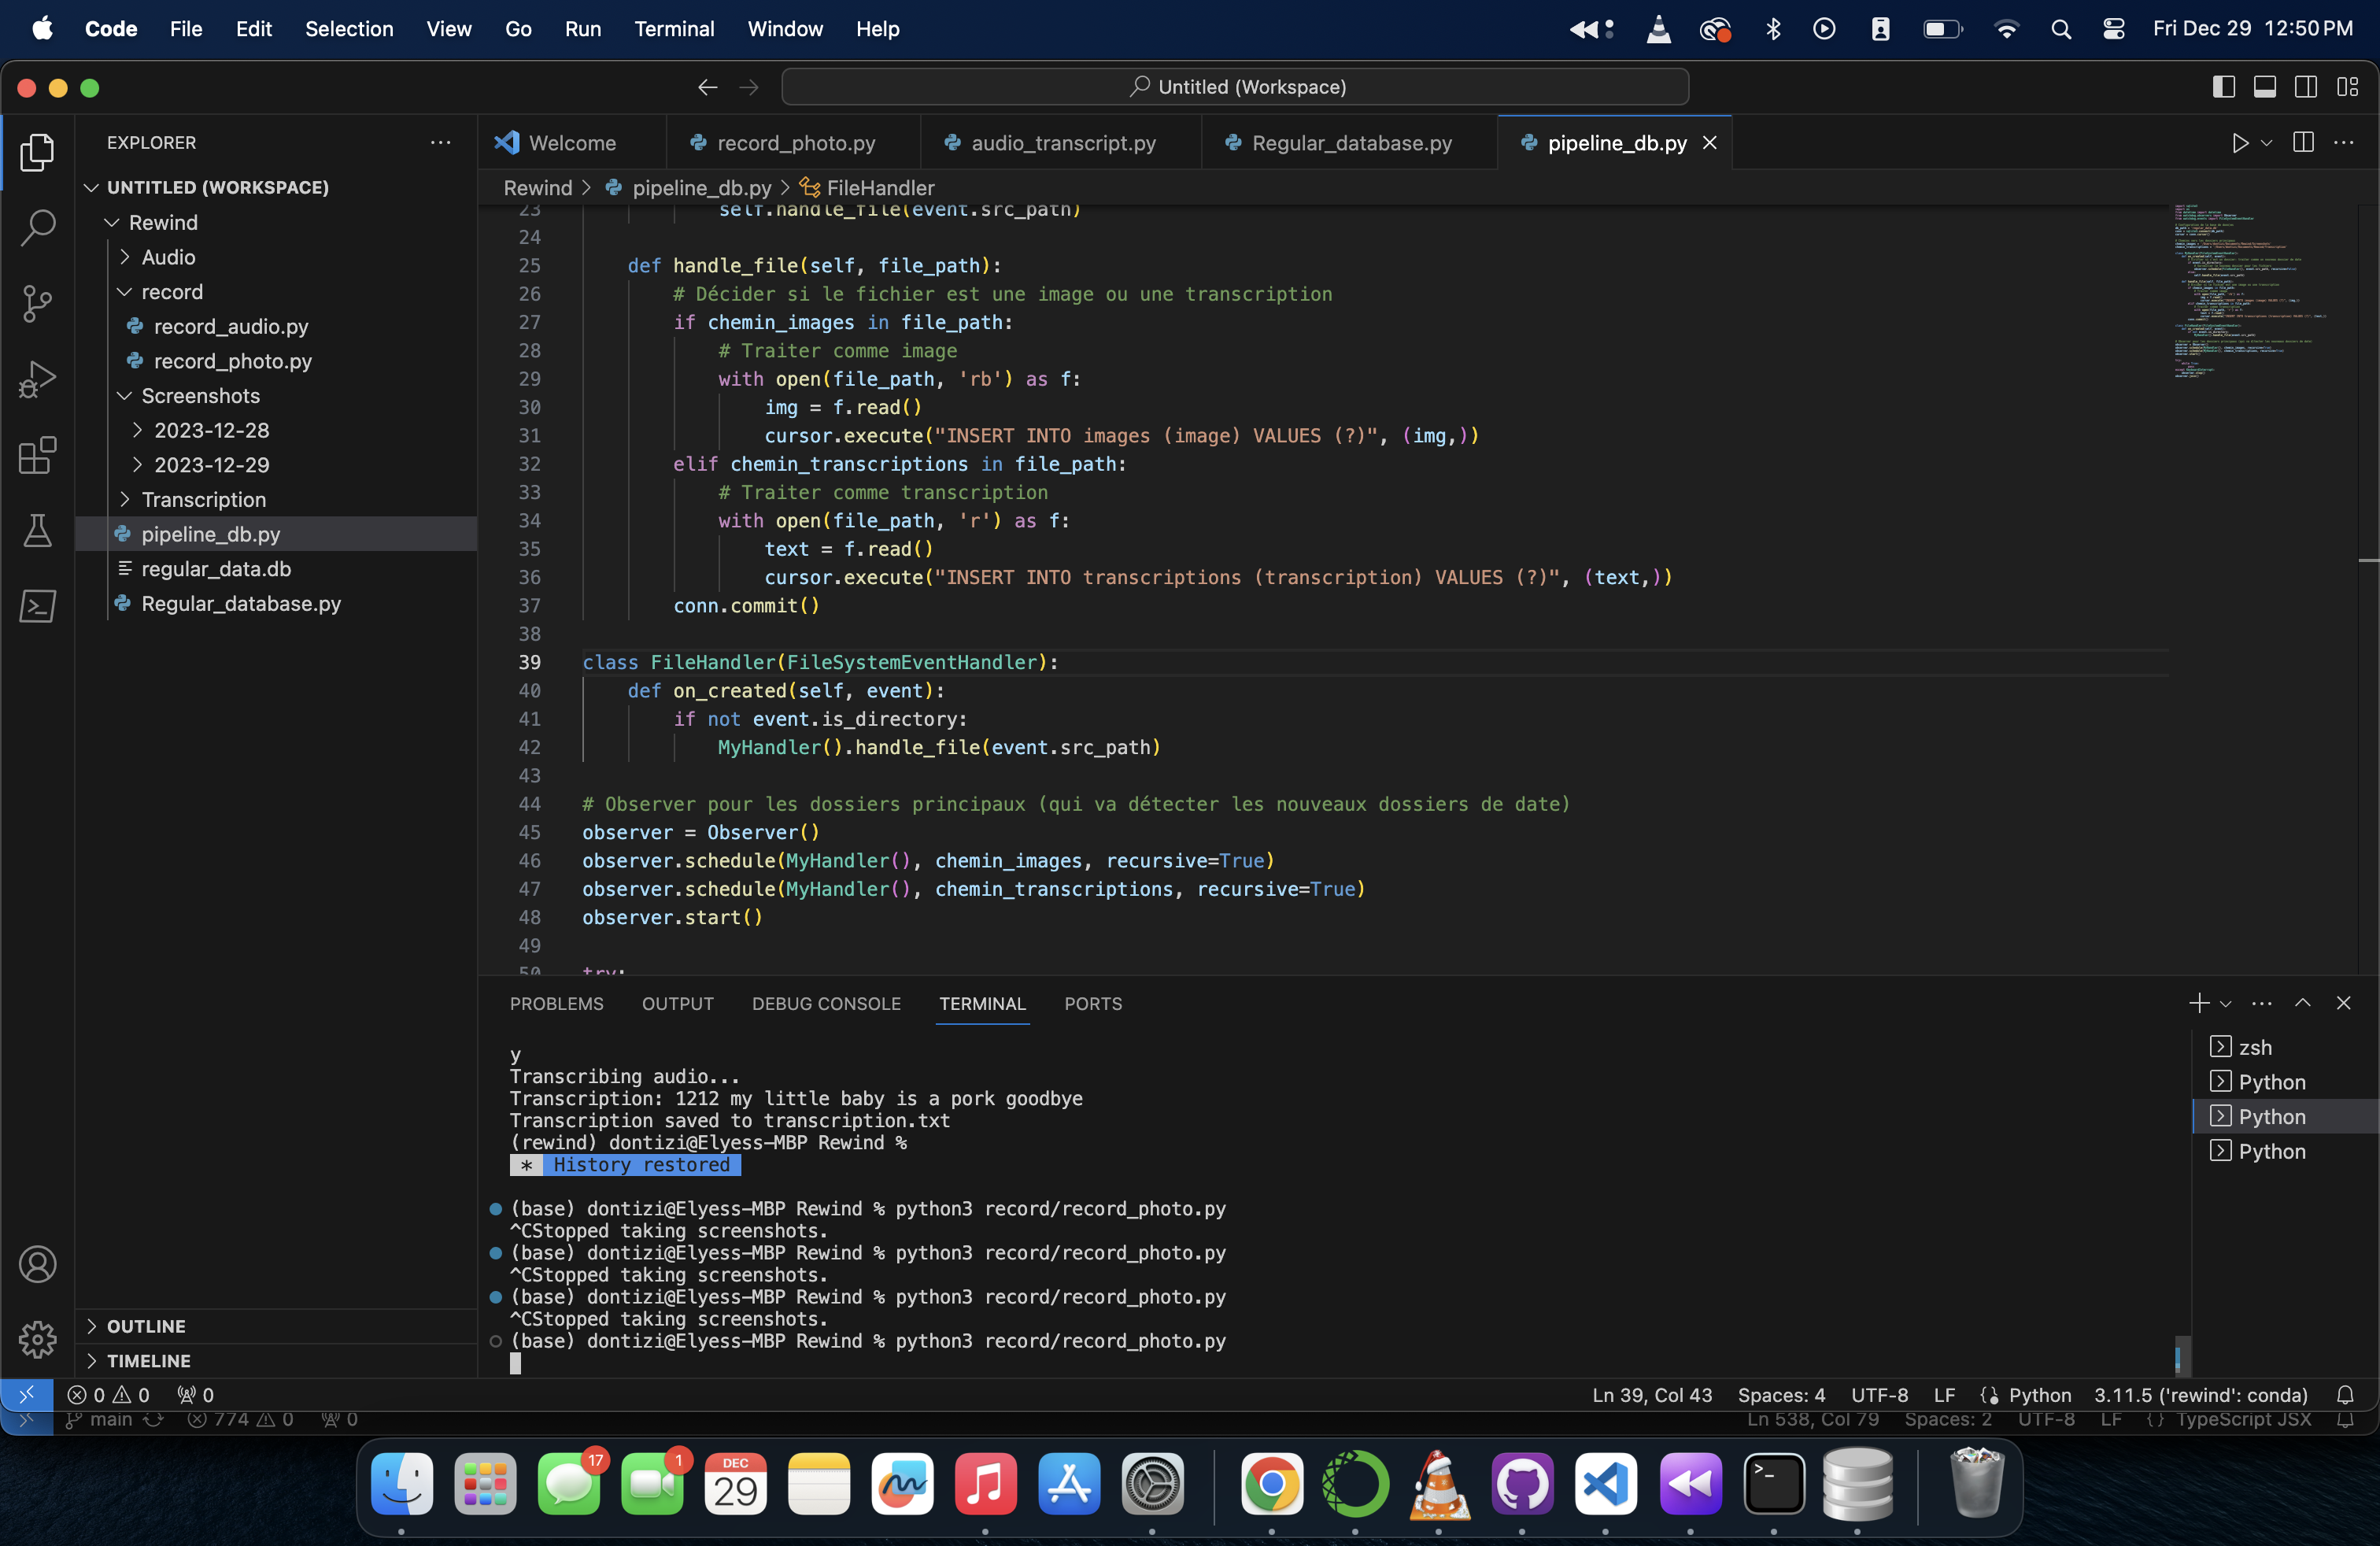 Code File Edit Selection View Go Run Terminal Window Help Fri Dec 29 12:50 PM
Untitled (Workspace)
EXPLORER
UNTITLED (WORKSPACE)
Rewind
Audio
record
record_audio.py
record_photo.py
Screenshots
2023-12-28
2023-12-29
Transcription
pipeline_db.py
regular_data.db
Regular_database.py
OUTLINE
TIMELINE
Welcome record_photo.py audio_transcript.py Regular_database.py pipeline_db.py
Rewind > pipeline_db.py > FileHandler
23 self.handle_file(event.src_path)
24
25 def handle_file(self, file_path):
26 # Décider si le fichier est une image ou une transcription
27 if chemin_images in file_path:
28 # Traiter comme image
29 with open(file_path, 'rb') as f:
30 img = f.read()
31 cursor.execute("INSERT INTO images (image) VALUES (?)", (img,))
32 elif chemin_transcriptions in file_path:
33 # Traiter comme transcription
34 with open(file_path, 'r') as f:
35 text = f.read()
36 cursor.execute("INSERT INTO transcriptions (transcription) VALUES (?)", (text,))
37 conn.commit()
38
39 class FileHandler(FileSystemEventHandler):
40 def on_created(self, event):
41 if not event.is_directory:
42 MyHandler().handle_file(event.src_path)
43
44 # Observer pour les dossiers principaux (qui va détecter les nouveaux dossiers de date)
45 observer = Observer()
46 observer.schedule(MyHandler(), chemin_images, recursive=True)
47 observer.schedule(MyHandler(), chemin_transcriptions, recursive=True)
48 observer.start()
49
50 try:
PROBLEMS OUTPUT DEBUG CONSOLE TERMINAL PORTS
y
Transcribing audio...
Transcription: 1212 my little baby is a pork goodbye
Transcription saved to transcription.txt
(rewind) dontizi@Elyess-MBP Rewind %
* History restored
(base) dontizi@Elyess-MBP Rewind % python3 record/record_photo.py
^CStopped taking screenshots.
(base) dontizi@Elyess-MBP Rewind % python3 record/record_photo.py
^CStopped taking screenshots.
(base) dontizi@Elyess-MBP Rewind % python3 record/record_photo.py
^CStopped taking screenshots.
(base) dontizi@Elyess-MBP Rewind % python3 record/record_photo.py
zsh
Python
Python
Python
0 0 0 Ln 39, Col 43 Spaces: 4 UTF-8 LF Python 3.11.5 ('rewind': conda)
main 774 0 0 Ln 538, Col 79 Spaces: 2 UTF-8 LF {} TypeScript JSX
17 1 DEC 29